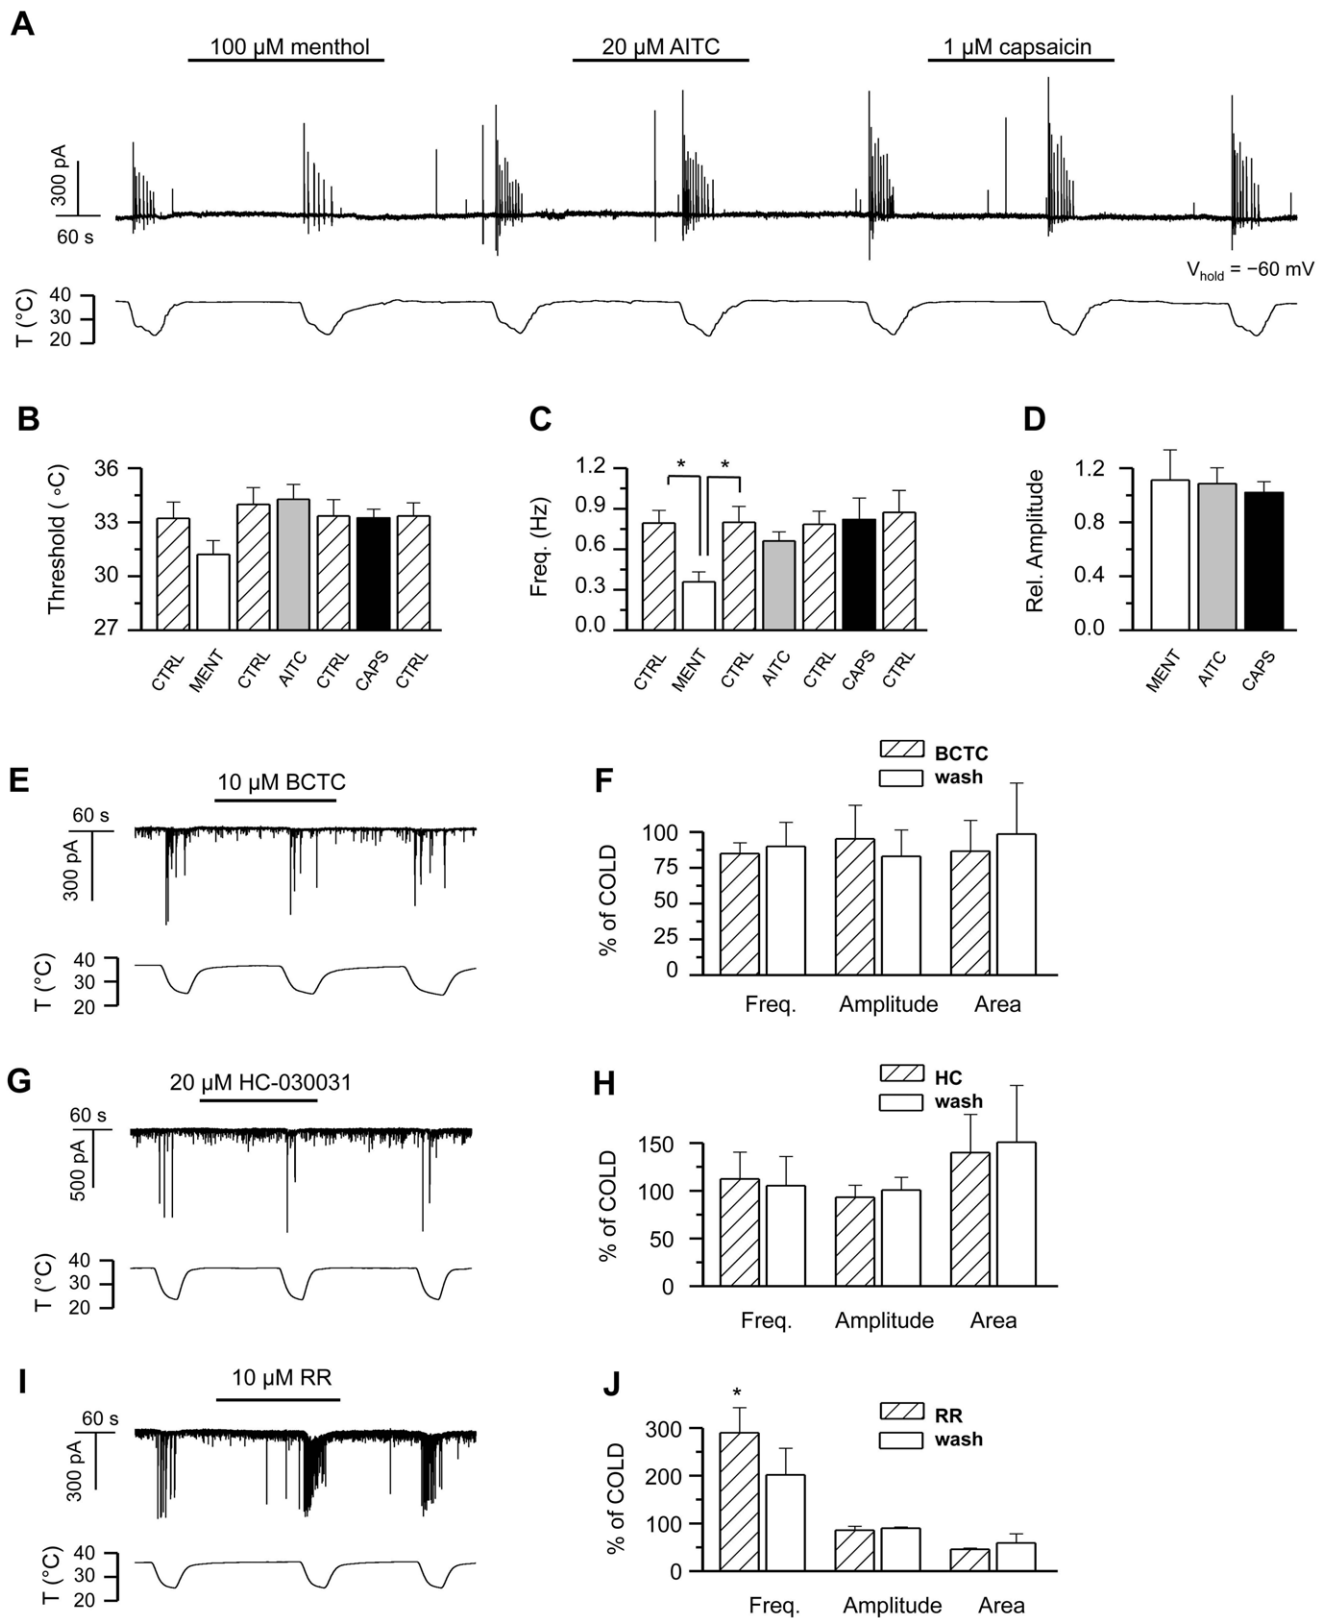 A
100 µM menthol 20 µM AITC 1 µM capsaicin
300 pA
60 s
V hold = −60 mV
T (°C)
40
30
20
B
Threshold ( °C)
36
33
30
27
CTRL MENT CTRL AITC CTRL CAPS CTRL
C
Freq. (Hz)
* *
1.2
0.9
0.6
0.3
0.0
CTRL MENT CTRL AITC CTRL CAPS CTRL
D
Rel. Amplitude
1.2
0.8
0.4
0.0
MENT AITC CAPS
E
10 µM BCTC
60 s
300 pA
T (°C)
40
30
20
F
BCTC
wash
% of COLD
100
75
50
25
0
Freq. Amplitude Area
G
20 µM HC-030031
60 s
500 pA
T (°C)
40
30
20
H
HC
wash
% of COLD
150
100
50
0
Freq. Amplitude Area
I
10 µM RR
60 s
300 pA
T (°C)
40
30
20
J
*
RR
wash
% of COLD
300
200
100
0
Freq. Amplitude Area